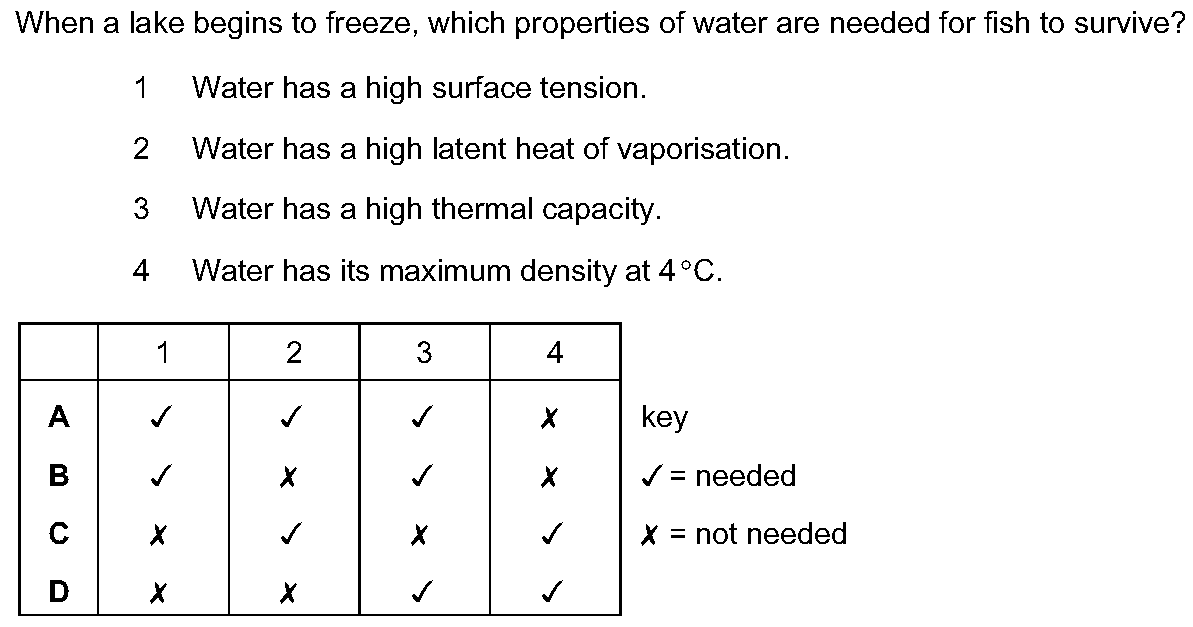 When a lake begins to freeze, which properties of water are needed for fish to survive?
1 Water has a high surface tension.
2 Water has a high latent heat of vaporisation.
3 Water has a high thermal capacity.
4 Water has its maximum density at 4 °C.
1 2 3 4
A ✓ ✓ ✓ ✗ key
B ✓ ✗ ✓ ✗ ✓ = needed
C ✗ ✓ ✗ ✓ ✗ = not needed
D ✗ ✗ ✓ ✓